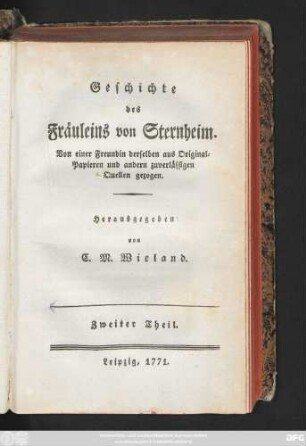 Geschichte
des
Fräuleins von Sternheim.
Von einer Freundin derselben aus Original-
Papieren und andern zuverläßigen
Quellen gezogen.
Herausgegeben
von
C. M. Wieland.
Zweiter Theil.
Leipzig, 1771.